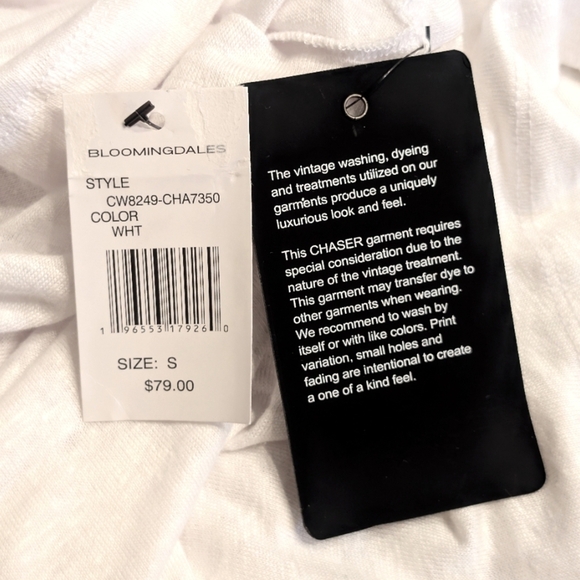 BLOOMINGDALES
STYLE
CW8249-CHA7350
COLOR
WHT
1 96553 17926 0
SIZE: S
$79.00
The vintage washing, dyeing
and treatments utilized on our
garments produce a uniquely
luxurious look and feel.
This CHASER garment requires
special consideration due to the
nature of the vintage treatment.
This garment may transfer dye to
other garments when wearing.
We recommend to wash by
itself or with like colors. Print
variation, small holes and
fading are intentional to create
a one of a kind feel.